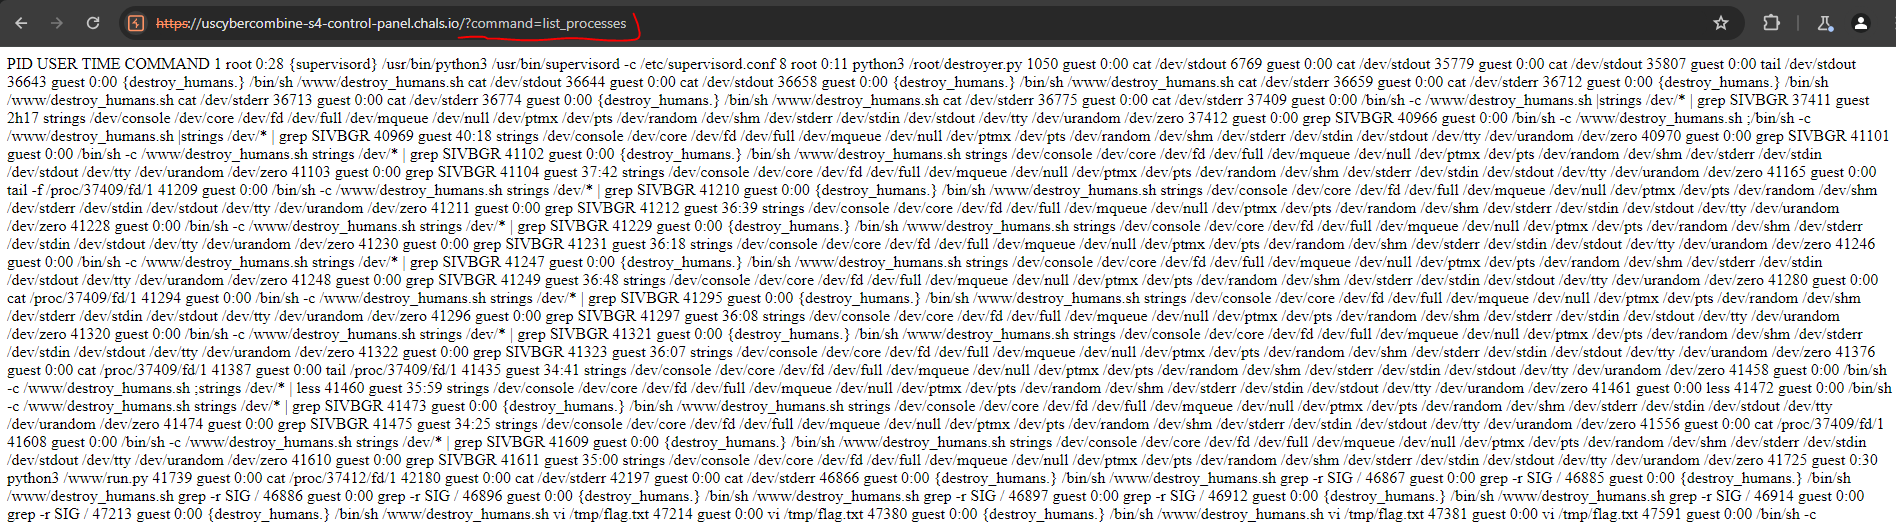 https://uscybercombine-s4-control-panel.chals.io/?command=list_processes
PID USER TIME COMMAND 1 root 0:28 {supervisord} /usr/bin/python3 /usr/bin/supervisord -c /etc/supervisord.conf 8 root 0:11 python3 /root/destroyer.py 1050 guest 0:00 cat /dev/stdout 6769 guest 0:00 cat /dev/stdout 35779 guest 0:00 cat /dev/stdout 35807 guest 0:00 tail /dev/stdout
36643 guest 0:00 {destroy_humans.} /bin/sh /www/destroy_humans.sh cat /dev/stdout 36644 guest 0:00 cat /dev/stdout 36658 guest 0:00 {destroy_humans.} /bin/sh /www/destroy_humans.sh cat /dev/stderr 36659 guest 0:00 cat /dev/stderr 36712 guest 0:00 {destroy_humans.} /bin/sh
/www/destroy_humans.sh cat /dev/stderr 36713 guest 0:00 cat /dev/stderr 36774 guest 0:00 {destroy_humans.} /bin/sh /www/destroy_humans.sh cat /dev/stderr 36775 guest 0:00 cat /dev/stderr 37409 guest 0:00 /bin/sh -c /www/destroy_humans.sh |strings /dev/* | grep SIVBGR 37411 guest
2h17 strings /dev/console /dev/core /dev/fd /dev/full /dev/mqueue /dev/null /dev/ptmx /dev/pts /dev/random /dev/shm /dev/stderr /dev/stdin /dev/stdout /dev/tty /dev/urandom /dev/zero 37412 guest 0:00 grep SIVBGR 40966 guest 0:00 /bin/sh -c /www/destroy_humans.sh ;/bin/sh -c
/www/destroy_humans.sh |strings /dev/* | grep SIVBGR 40969 guest 40:18 strings /dev/console /dev/core /dev/fd /dev/full /dev/mqueue /dev/null /dev/ptmx /dev/pts /dev/random /dev/shm /dev/stderr /dev/stdin /dev/stdout /dev/tty /dev/urandom /dev/zero 40970 guest 0:00 grep SIVBGR 41101
guest 0:00 /bin/sh -c /www/destroy_humans.sh strings /dev/* | grep SIVBGR 41102 guest 0:00 {destroy_humans.} /bin/sh /www/destroy_humans.sh strings /dev/console /dev/core /dev/fd /dev/full /dev/mqueue /dev/null /dev/ptmx /dev/pts /dev/random /dev/shm /dev/stderr /dev/stdin
/dev/stdout /dev/tty /dev/urandom /dev/zero 41103 guest 0:00 grep SIVBGR 41104 guest 37:42 strings /dev/console /dev/core /dev/fd /dev/full /dev/mqueue /dev/null /dev/ptmx /dev/pts /dev/random /dev/shm /dev/stderr /dev/stdin /dev/stdout /dev/tty /dev/urandom /dev/zero 41165 guest 0:00
tail -f /proc/37409/fd/1 41209 guest 0:00 /bin/sh -c /www/destroy_humans.sh strings /dev/* | grep SIVBGR 41210 guest 0:00 {destroy_humans.} /bin/sh /www/destroy_humans.sh strings /dev/console /dev/core /dev/fd /dev/full /dev/mqueue /dev/null /dev/ptmx /dev/pts /dev/random /dev/shm
/dev/stderr /dev/stdin /dev/stdout /dev/tty /dev/urandom /dev/zero 41211 guest 0:00 grep SIVBGR 41212 guest 36:39 strings /dev/console /dev/core /dev/fd /dev/full /dev/mqueue /dev/null /dev/ptmx /dev/pts /dev/random /dev/shm /dev/stderr /dev/stdin /dev/stdout /dev/tty /dev/urandom
/dev/zero 41228 guest 0:00 /bin/sh -c /www/destroy_humans.sh strings /dev/* | grep SIVBGR 41229 guest 0:00 {destroy_humans.} /bin/sh /www/destroy_humans.sh strings /dev/console /dev/core /dev/fd /dev/full /dev/mqueue /dev/null /dev/ptmx /dev/pts /dev/random /dev/shm /dev/stderr
/dev/stdin /dev/stdout /dev/tty /dev/urandom /dev/zero 41230 guest 0:00 grep SIVBGR 41231 guest 36:18 strings /dev/console /dev/core /dev/fd /dev/full /dev/mqueue /dev/null /dev/ptmx /dev/pts /dev/random /dev/shm /dev/stderr /dev/stdin /dev/stdout /dev/tty /dev/urandom /dev/zero 41246
guest 0:00 /bin/sh -c /www/destroy_humans.sh strings /dev/* | grep SIVBGR 41247 guest 0:00 {destroy_humans.} /bin/sh /www/destroy_humans.sh strings /dev/console /dev/core /dev/fd /dev/full /dev/mqueue /dev/null /dev/ptmx /dev/pts /dev/random /dev/shm /dev/stderr /dev/stdin
/dev/stdout /dev/tty /dev/urandom /dev/zero 41248 guest 0:00 grep SIVBGR 41249 guest 36:48 strings /dev/console /dev/core /dev/fd /dev/full /dev/mqueue /dev/null /dev/ptmx /dev/pts /dev/random /dev/shm /dev/stderr /dev/stdin /dev/stdout /dev/tty /dev/urandom /dev/zero 41280 guest 0:00
cat /proc/37409/fd/1 41294 guest 0:00 /bin/sh -c /www/destroy_humans.sh strings /dev/* | grep SIVBGR 41295 guest 0:00 {destroy_humans.} /bin/sh /www/destroy_humans.sh strings /dev/console /dev/core /dev/fd /dev/full /dev/mqueue /dev/null /dev/ptmx /dev/pts /dev/random /dev/shm
/dev/stderr /dev/stdin /dev/stdout /dev/tty /dev/urandom /dev/zero 41296 guest 0:00 grep SIVBGR 41297 guest 36:08 strings /dev/console /dev/core /dev/fd /dev/full /dev/mqueue /dev/null /dev/ptmx /dev/pts /dev/random /dev/shm /dev/stderr /dev/stdin /dev/stdout /dev/tty /dev/urandom
/dev/zero 41320 guest 0:00 /bin/sh -c /www/destroy_humans.sh strings /dev/* | grep SIVBGR 41321 guest 0:00 {destroy_humans.} /bin/sh /www/destroy_humans.sh strings /dev/console /dev/core /dev/fd /dev/full /dev/mqueue /dev/null /dev/ptmx /dev/pts /dev/random /dev/shm /dev/stderr
/dev/stdin /dev/stdout /dev/tty /dev/urandom /dev/zero 41322 guest 0:00 grep SIVBGR 41323 guest 36:07 strings /dev/console /dev/core /dev/fd /dev/full /dev/mqueue /dev/null /dev/ptmx /dev/pts /dev/random /dev/shm /dev/stderr /dev/stdin /dev/stdout /dev/tty /dev/urandom /dev/zero 41376
guest 0:00 cat /proc/37409/fd/1 41387 guest 0:00 tail /proc/37409/fd/1 41435 guest 34:41 strings /dev/console /dev/core /dev/fd /dev/full /dev/mqueue /dev/null /dev/ptmx /dev/pts /dev/random /dev/shm /dev/stderr /dev/stdin /dev/stdout /dev/tty /dev/urandom /dev/zero 41458 guest 0:00 /bin/sh
-c /www/destroy_humans.sh ;strings /dev/* | less 41460 guest 35:59 strings /dev/console /dev/core /dev/fd /dev/full /dev/mqueue /dev/null /dev/ptmx /dev/pts /dev/random /dev/shm /dev/stderr /dev/stdin /dev/stdout /dev/tty /dev/urandom /dev/zero 41461 guest 0:00 less 41472 guest 0:00 /bin/sh
-c /www/destroy_humans.sh strings /dev/* | grep SIVBGR 41473 guest 0:00 {destroy_humans.} /bin/sh /www/destroy_humans.sh strings /dev/console /dev/core /dev/fd /dev/full /dev/mqueue /dev/null /dev/ptmx /dev/pts /dev/random /dev/shm /dev/stderr /dev/stdin /dev/stdout /dev/tty
/dev/urandom /dev/zero 41474 guest 0:00 grep SIVBGR 41475 guest 34:25 strings /dev/console /dev/core /dev/fd /dev/full /dev/mqueue /dev/null /dev/ptmx /dev/pts /dev/random /dev/shm /dev/stderr /dev/stdin /dev/stdout /dev/tty /dev/urandom /dev/zero 41556 guest 0:00 cat /proc/37409/fd/1
41608 guest 0:00 /bin/sh -c /www/destroy_humans.sh strings /dev/* | grep SIVBGR 41609 guest 0:00 {destroy_humans.} /bin/sh /www/destroy_humans.sh strings /dev/console /dev/core /dev/fd /dev/full /dev/mqueue /dev/null /dev/ptmx /dev/pts /dev/random /dev/shm /dev/stderr /dev/stdin
/dev/stdout /dev/tty /dev/urandom /dev/zero 41610 guest 0:00 grep SIVBGR 41611 guest 35:00 strings /dev/console /dev/core /dev/fd /dev/full /dev/mqueue /dev/null /dev/ptmx /dev/pts /dev/random /dev/shm /dev/stderr /dev/stdin /dev/stdout /dev/tty /dev/urandom /dev/zero 41725 guest 0:30
python3 /www/run.py 41739 guest 0:00 cat /proc/37412/fd/1 42180 guest 0:00 cat /dev/stderr 42197 guest 0:00 cat /dev/stderr 46866 guest 0:00 {destroy_humans.} /bin/sh /www/destroy_humans.sh grep -r SIG / 46867 guest 0:00 grep -r SIG / 46885 guest 0:00 {destroy_humans.} /bin/sh
/www/destroy_humans.sh grep -r SIG / 46886 guest 0:00 grep -r SIG / 46896 guest 0:00 {destroy_humans.} /bin/sh /www/destroy_humans.sh grep -r SIG / 46897 guest 0:00 grep -r SIG / 46912 guest 0:00 {destroy_humans.} /bin/sh /www/destroy_humans.sh grep -r SIG / 46914 guest 0:00
grep -r SIG / 47213 guest 0:00 {destroy_humans.} /bin/sh /www/destroy_humans.sh vi /tmp/flag.txt 47214 guest 0:00 vi /tmp/flag.txt 47380 guest 0:00 {destroy_humans.} /bin/sh /www/destroy_humans.sh vi /tmp/flag.txt 47381 guest 0:00 vi /tmp/flag.txt 47591 guest 0:00 /bin/sh -c